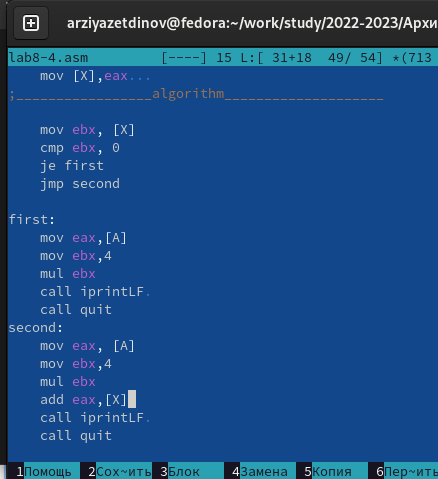 arziyazetdinov@fedora:~/work/study/2022-2023/Архи
lab8-4.asm [----] 15 L:[ 31+18 49/ 54] *(713
mov [X],eax...
;_________________algorithm____________________
mov ebx, [X]
cmp ebx, 0
je first
jmp second
first:
mov eax,[A]
mov ebx,4
mul ebx
call iprintLF.
call quit
second:
mov eax, [A]
mov ebx,4
mul ebx
add eax,[X]
call iprintLF.
call quit
1Помощь 2Сох~ить 3Блок 4Замена 5Копия 6Пер~ить